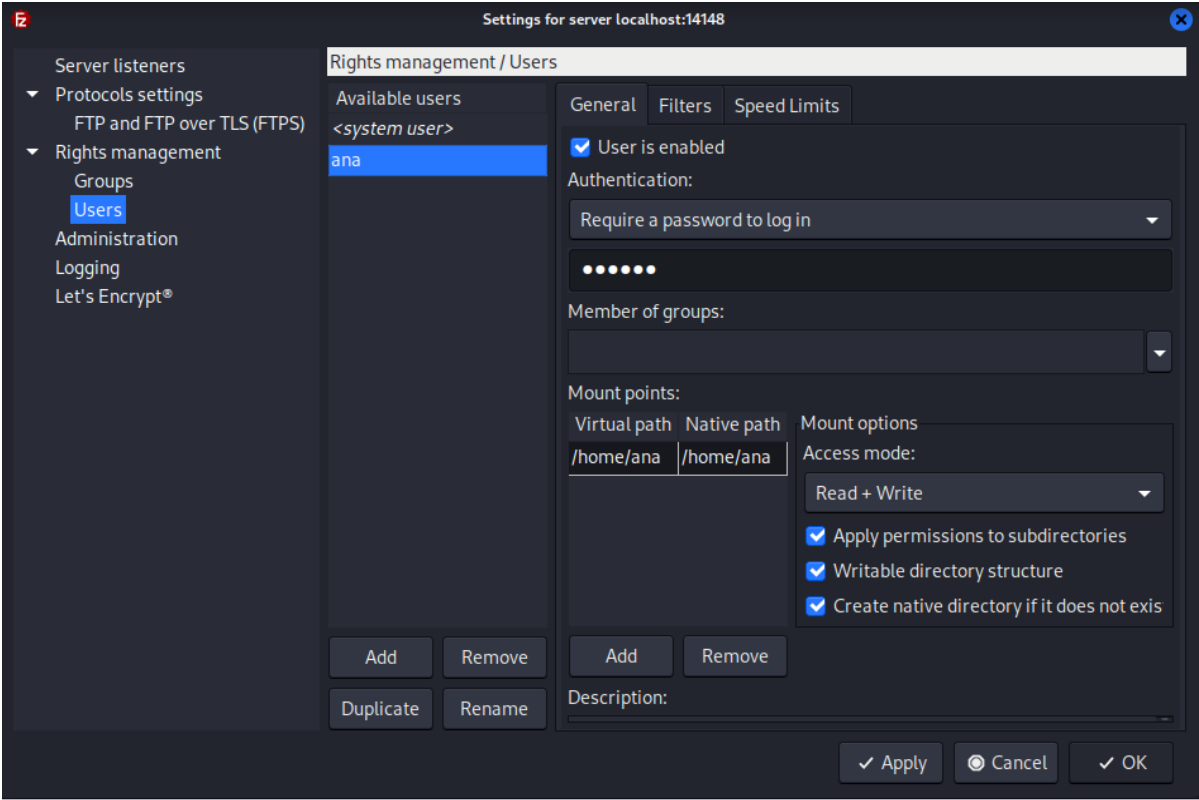 Fz
Settings for server localhost:14148
Server listeners
Protocols settings
FTP and FTP over TLS (FTPS)
Rights management
Groups
Users
Administration
Logging
Let's Encrypt®
Rights management / Users
Available users
<system user>
ana
Add Remove
Duplicate Rename
General Filters Speed Limits
User is enabled
Authentication:
Require a password to log in
●●●●●●
Member of groups:
Mount points:
Virtual path Native path
/home/ana /home/ana
Add Remove
Mount options
Access mode:
Read + Write
Apply permissions to subdirectories
Writable directory structure
Create native directory if it does not exis
Description:
Apply Cancel OK